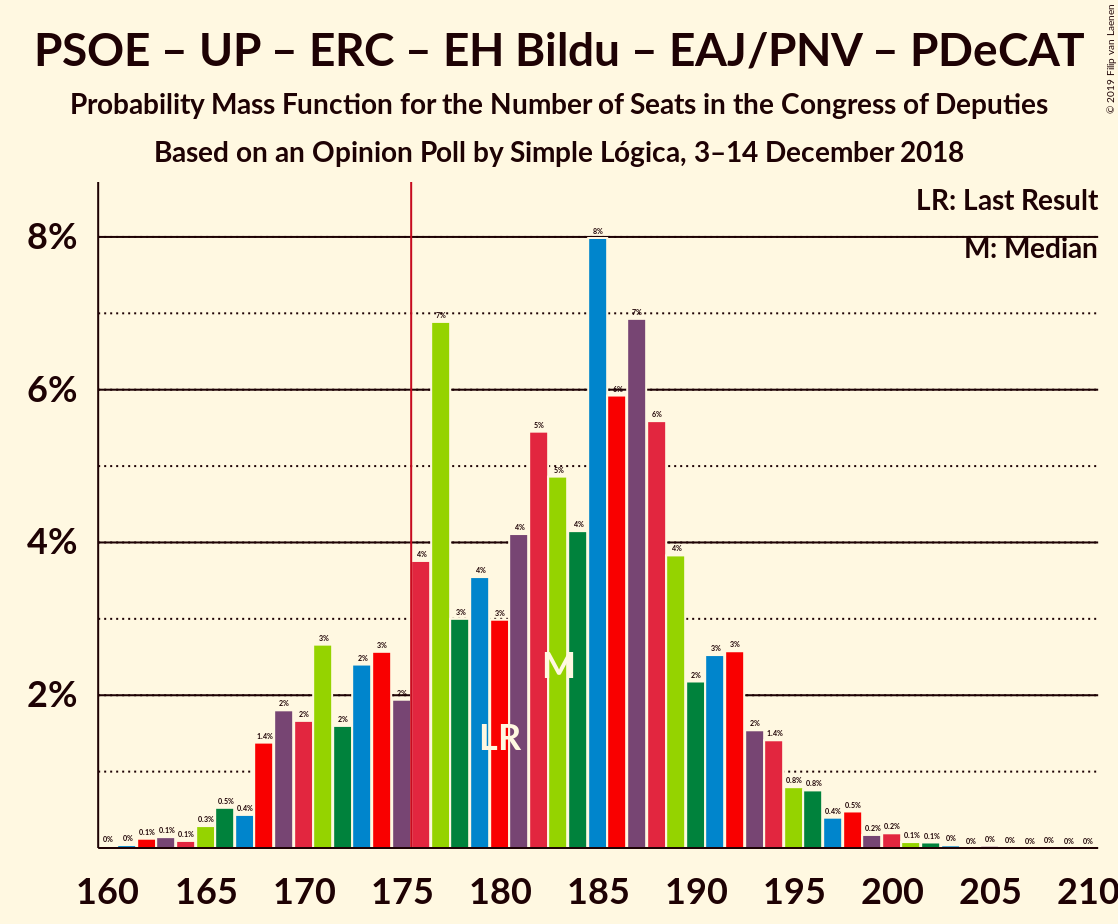 PSOE – UP – ERC – EH Bildu – EAJ/PNV – PDeCAT
Probability Mass Function for the Number of Seats in the Congress of Deputies
Based on an Opinion Poll by Simple Lógica, 3–14 December 2018
© 2019 Filip van Laenen
LR: Last Result
M: Median
8%
6%
4%
2%
0% 0% 0.1% 0.1% 0.1% 0.3% 0.5% 0.4% 1.4% 2% 2% 3% 2% 2% 3% 2% 4% 7% 3% 4% 3% 4% 5% 5% 4% 8% 6% 7% 6% 4% 2% 3% 3% 2% 1.4% 0.8% 0.8% 0.4% 0.5% 0.2% 0.2% 0.1% 0.1% 0% 0% 0% 0% 0% 0% 0% 0%
M
LR
160 165 170 175 180 185 190 195 200 205 210